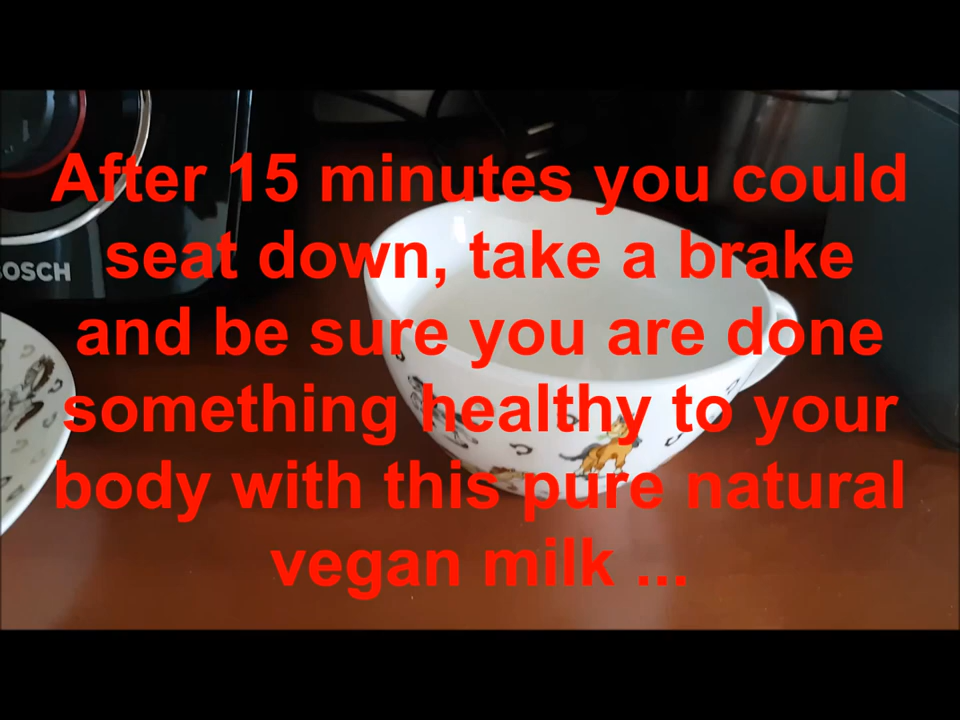 After 15 minutes you could
seat down, take a brake
and be sure you are done
something healthy to your
body with this pure natural
vegan milk ...
BOSCH